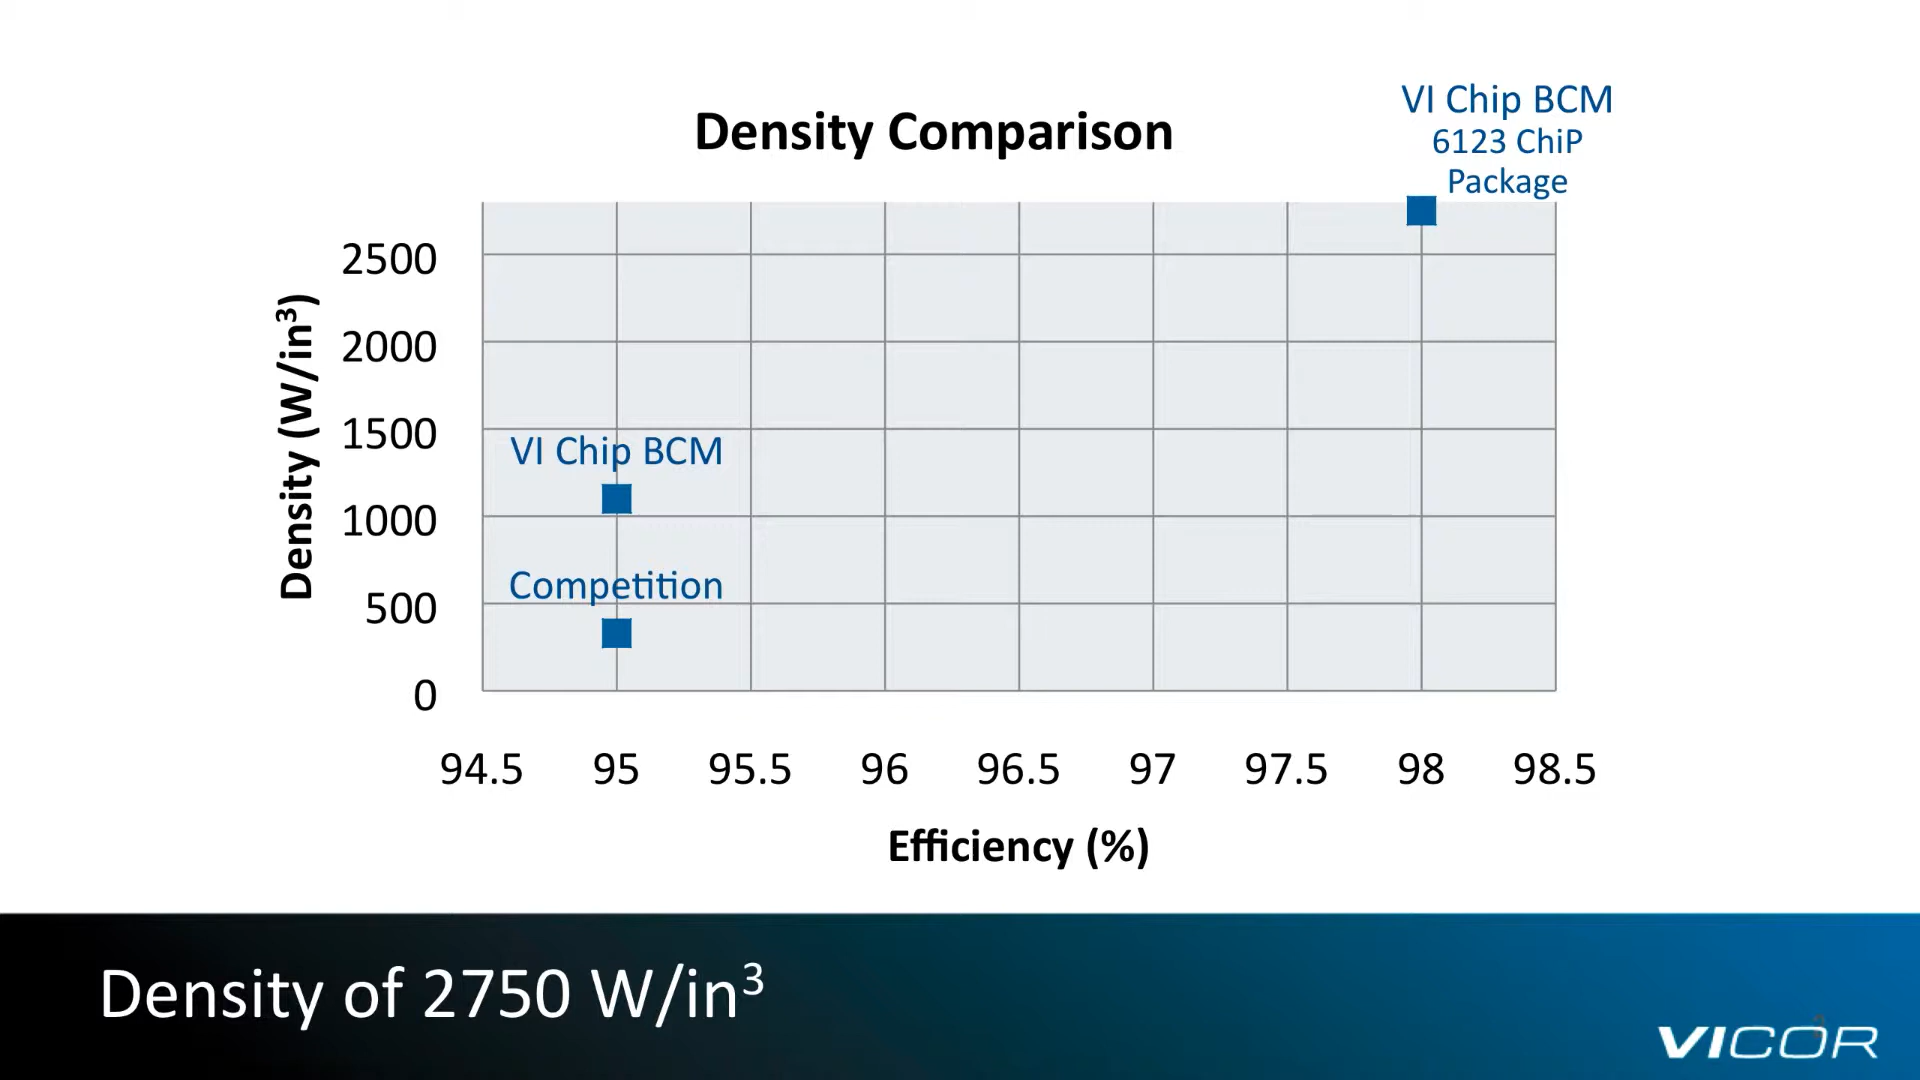 Density Comparison
VI Chip BCM
6123 ChiP
Package
Density (W/in³)
2500
2000
1500
1000
500
0
VI Chip BCM
Competition
94.5 95 95.5 96 96.5 97 97.5 98 98.5
Efficiency (%)
Density of 2750 W/in³
VICOR